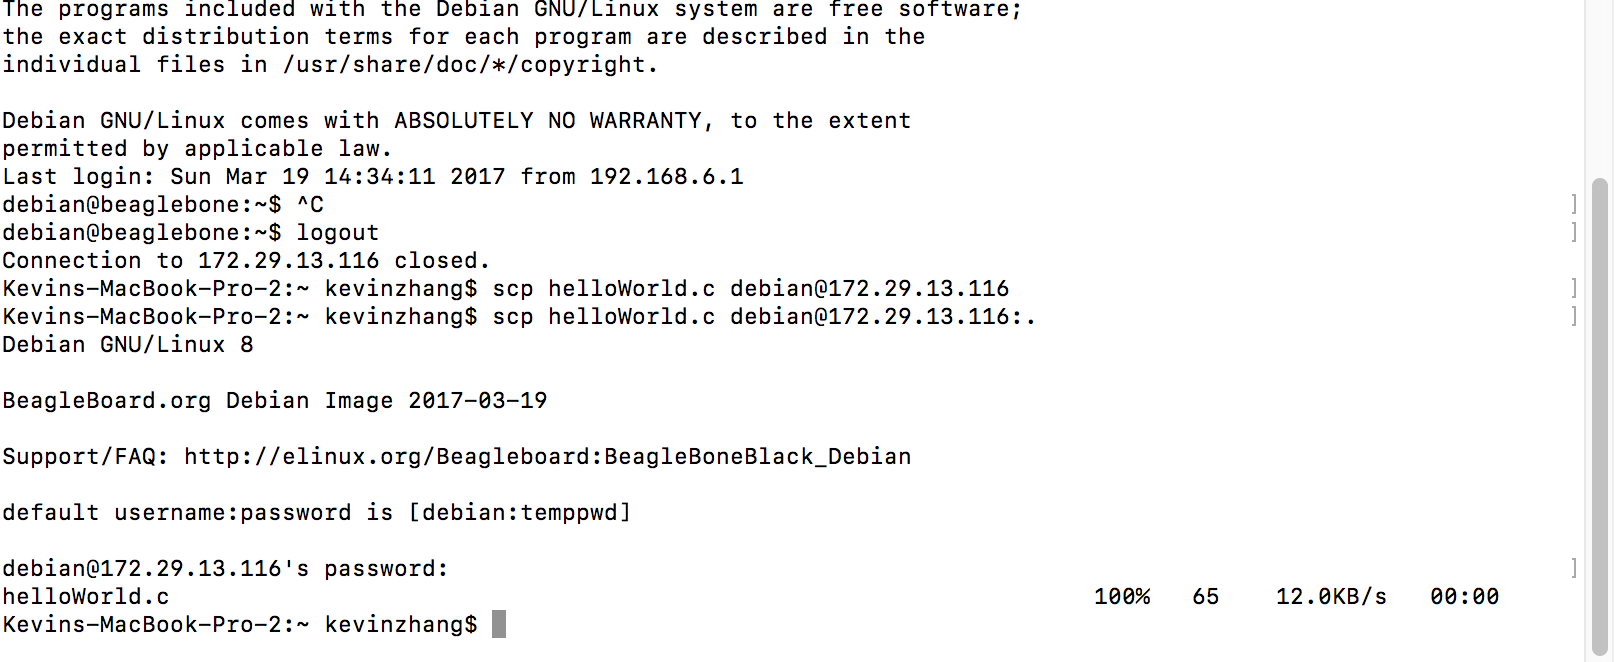 The programs included with the Debian GNU/Linux system are free software;
the exact distribution terms for each program are described in the
individual files in /usr/share/doc/*/copyright.
Debian GNU/Linux comes with ABSOLUTELY NO WARRANTY, to the extent
permitted by applicable law.
Last login: Sun Mar 19 14:34:11 2017 from 192.168.6.1
debian@beaglebone:~$ ^C ]
debian@beaglebone:~$ logout ]
Connection to 172.29.13.116 closed.
Kevins-MacBook-Pro-2:~ kevinzhang$ scp helloWorld.c debian@172.29.13.116 ]
Kevins-MacBook-Pro-2:~ kevinzhang$ scp helloWorld.c debian@172.29.13.116:. ]
Debian GNU/Linux 8
BeagleBoard.org Debian Image 2017-03-19
Support/FAQ: http://elinux.org/Beagleboard:BeagleBoneBlack_Debian
default username:password is [debian:temppwd]
debian@172.29.13.116's password: ]
helloWorld.c 100% 65 12.0KB/s 00:00
Kevins-MacBook-Pro-2:~ kevinzhang$